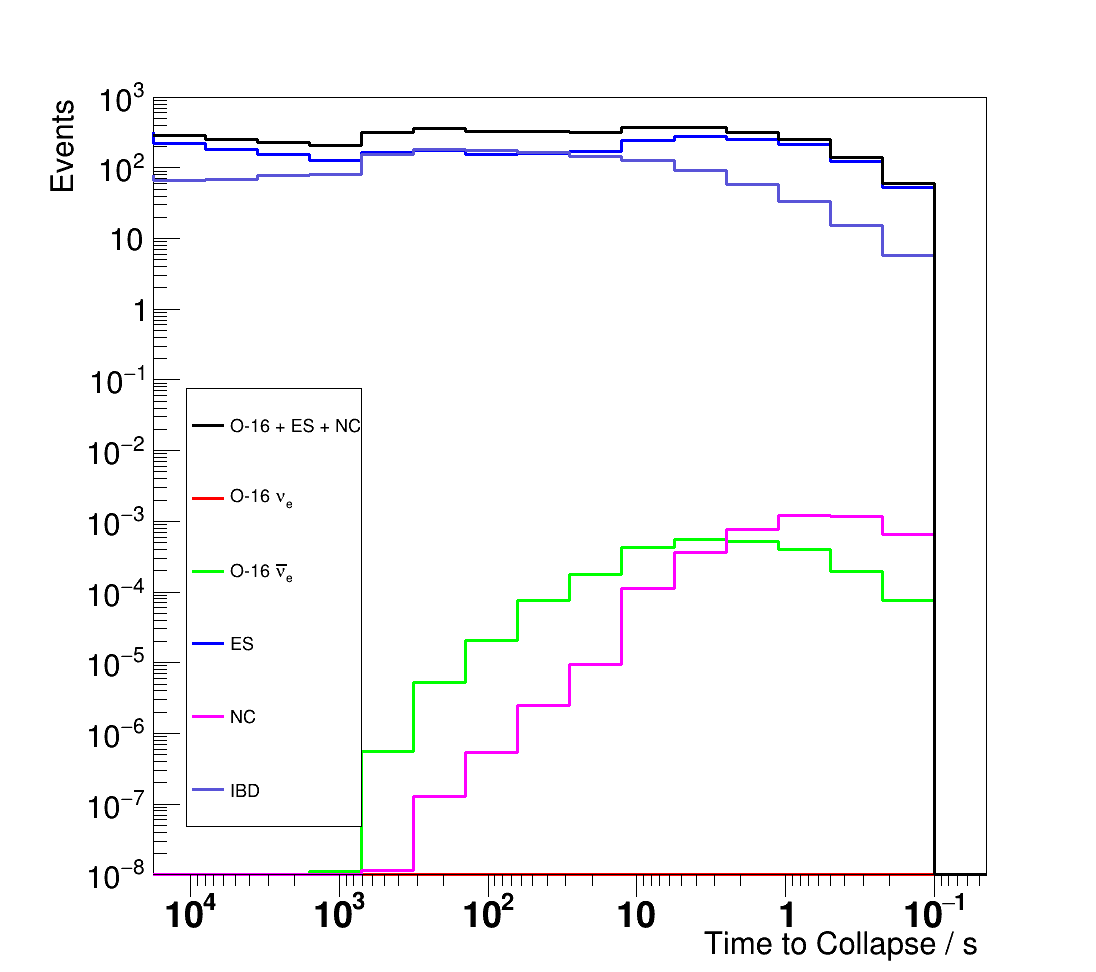 Events
10³
10²
10
1
10⁻¹
10⁻²
10⁻³
10⁻⁴
10⁻⁵
10⁻⁶
10⁻⁷
10⁻⁸
O-16 + ES + NC
O-16 νₑ
O-16 ν̅ₑ
ES
NC
IBD
10⁴ 10³ 10² 10 1 10⁻¹
Time to Collapse / s